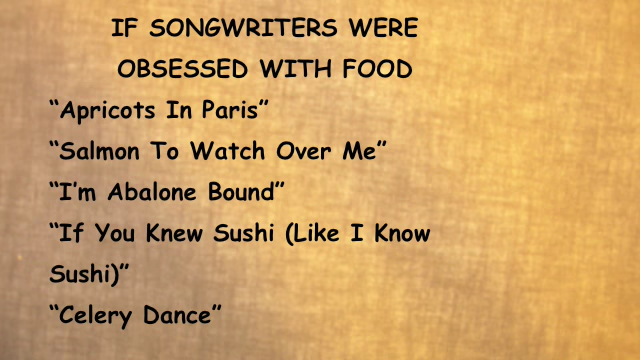 IF SONGWRITERS WERE
OBSESSED WITH FOOD
“Apricots In Paris”
“Salmon To Watch Over Me”
“I’m Abalone Bound”
“If You Knew Sushi (Like I Know
Sushi)”
“Celery Dance”